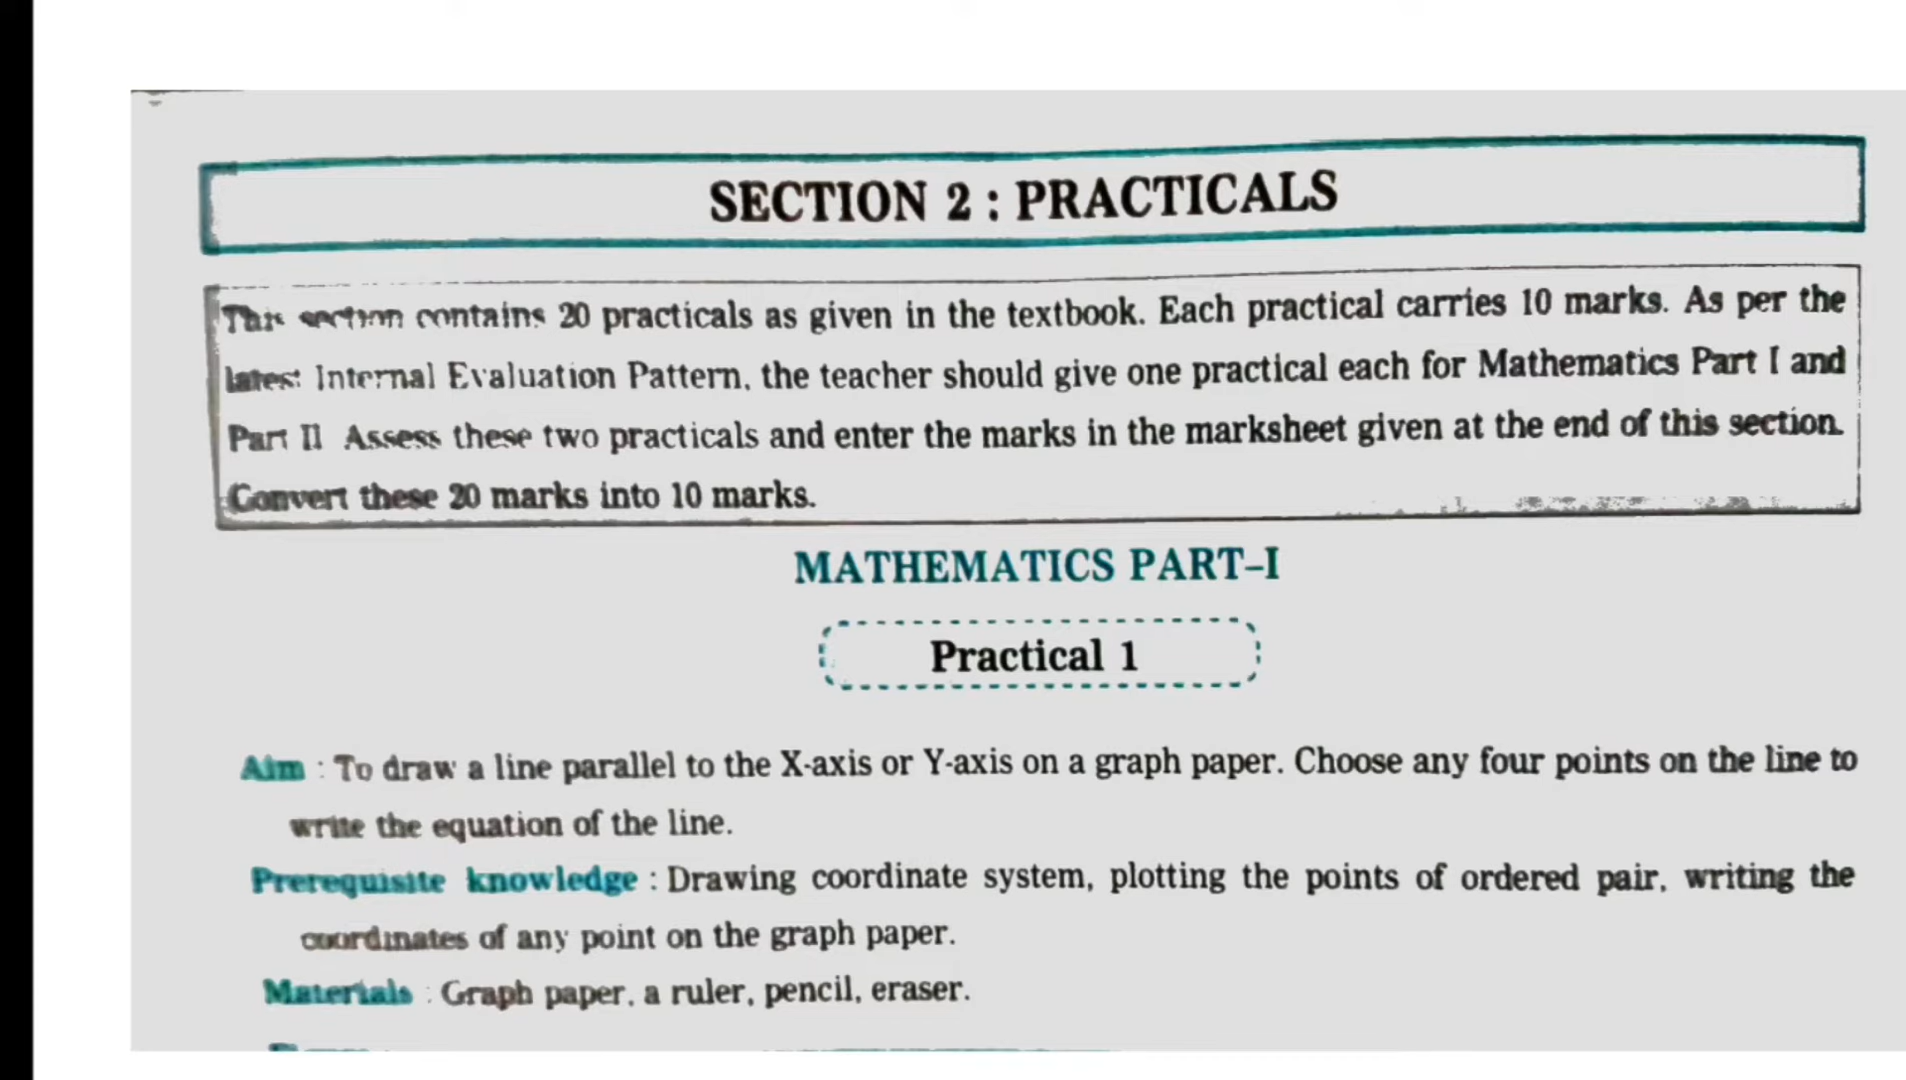 SECTION 2 : PRACTICALS
This section contains 20 practicals as given in the textbook. Each practical carries 10 marks. As per the
latest Internal Evaluation Pattern, the teacher should give one practical each for Mathematics Part I and
Part II Assess these two practicals and enter the marks in the marksheet given at the end of this section.
Convert these 20 marks into 10 marks.
MATHEMATICS PART-I
Practical 1
Aim : To draw a line parallel to the X-axis or Y-axis on a graph paper. Choose any four points on the line to
write the equation of the line.
Prerequisite knowledge : Drawing coordinate system, plotting the points of ordered pair, writing the
coordinates of any point on the graph paper.
Materials : Graph paper, a ruler, pencil, eraser.